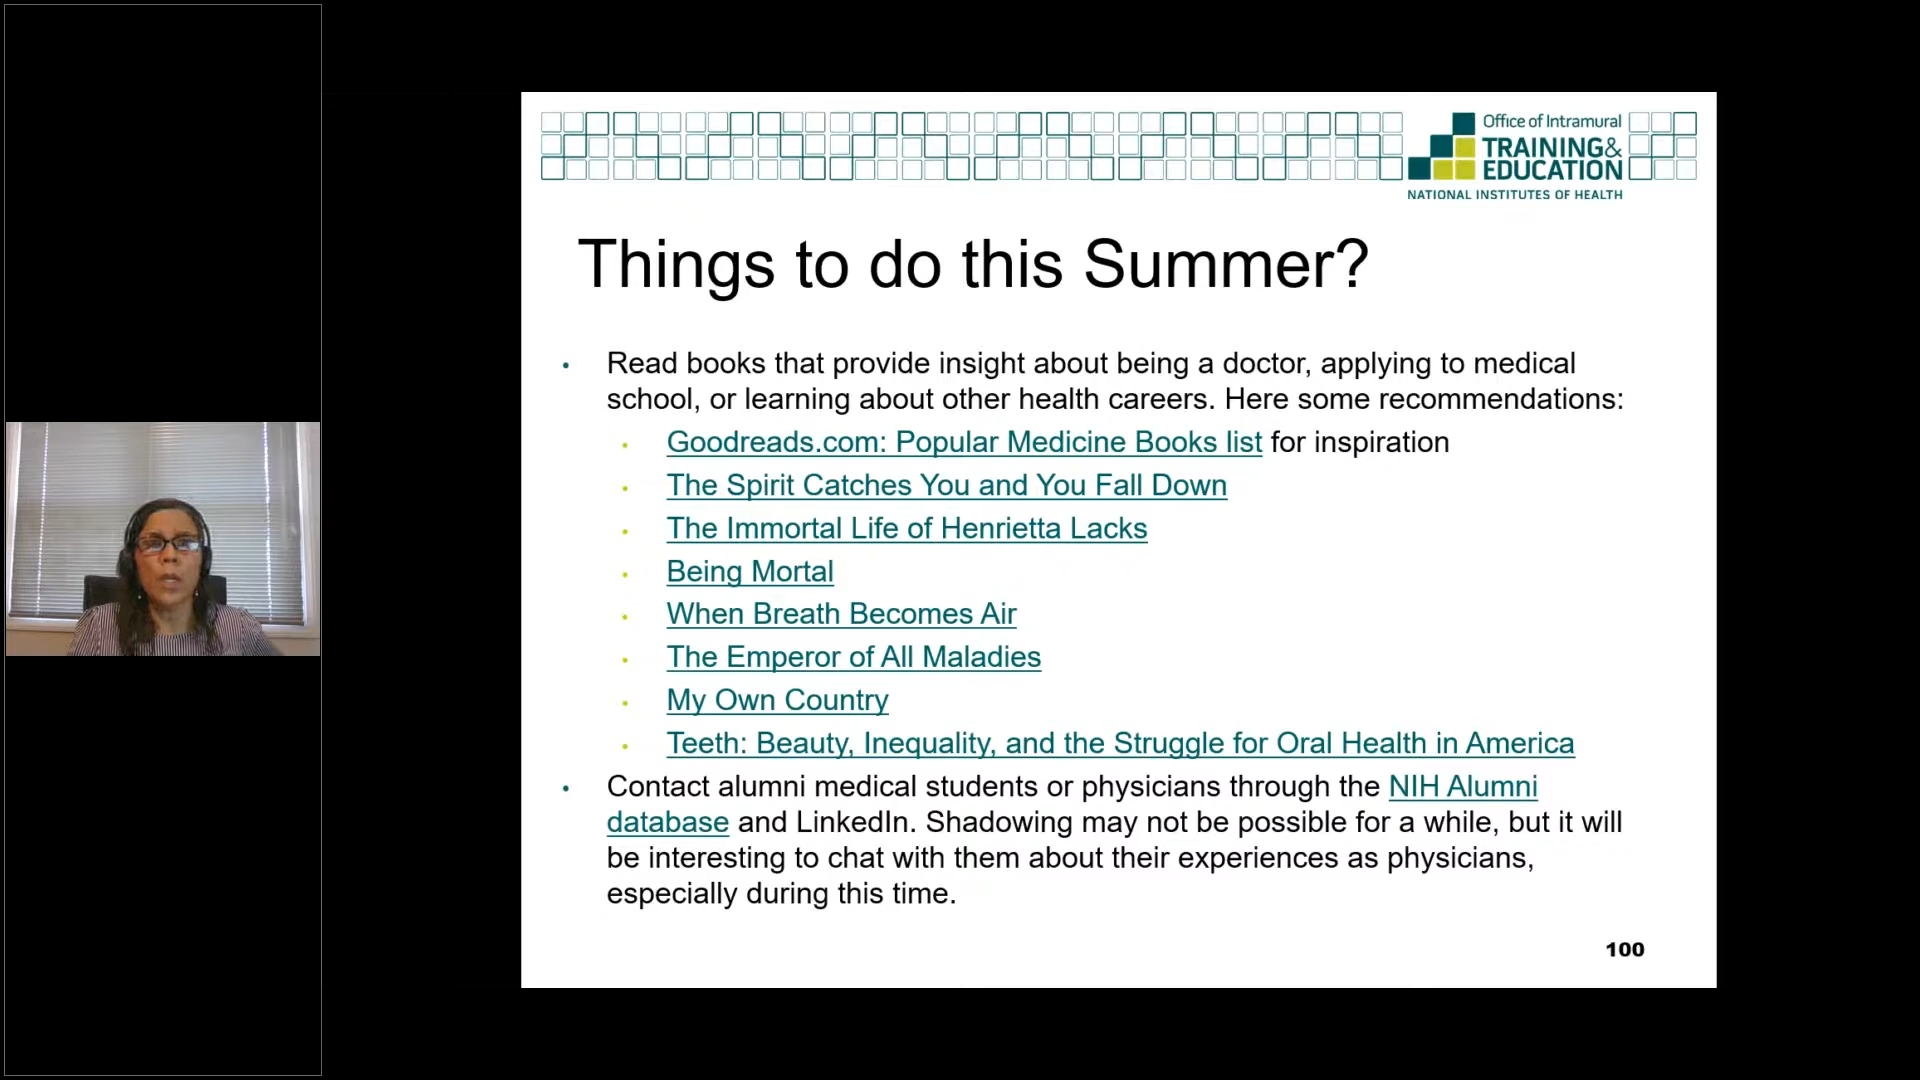 Office of Intramural
TRAINING&
EDUCATION
NATIONAL INSTITUTES OF HEALTH
Things to do this Summer?
• Read books that provide insight about being a doctor, applying to medical
school, or learning about other health careers. Here some recommendations:
• Goodreads.com: Popular Medicine Books list for inspiration
• The Spirit Catches You and You Fall Down
• The Immortal Life of Henrietta Lacks
• Being Mortal
• When Breath Becomes Air
• The Emperor of All Maladies
• My Own Country
• Teeth: Beauty, Inequality, and the Struggle for Oral Health in America
• Contact alumni medical students or physicians through the NIH Alumni
database and LinkedIn. Shadowing may not be possible for a while, but it will
be interesting to chat with them about their experiences as physicians,
especially during this time.
100